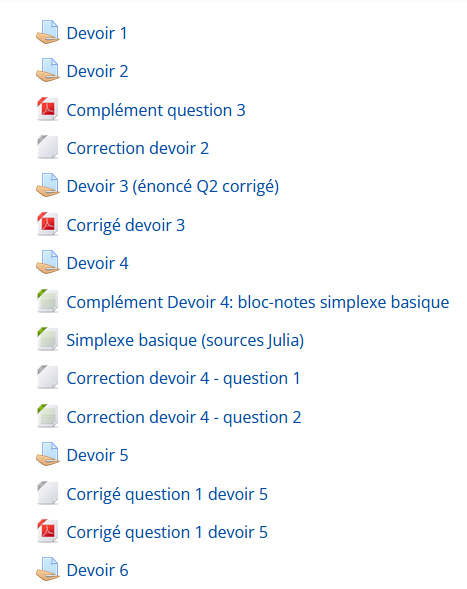 Devoir 1
Devoir 2
Complément question 3
Correction devoir 2
Devoir 3 (énoncé Q2 corrigé)
Corrigé devoir 3
Devoir 4
Complément Devoir 4: bloc-notes simplexe basique
Simplexe basique (sources Julia)
Correction devoir 4 - question 1
Correction devoir 4 - question 2
Devoir 5
Corrigé question 1 devoir 5
Corrigé question 1 devoir 5
Devoir 6